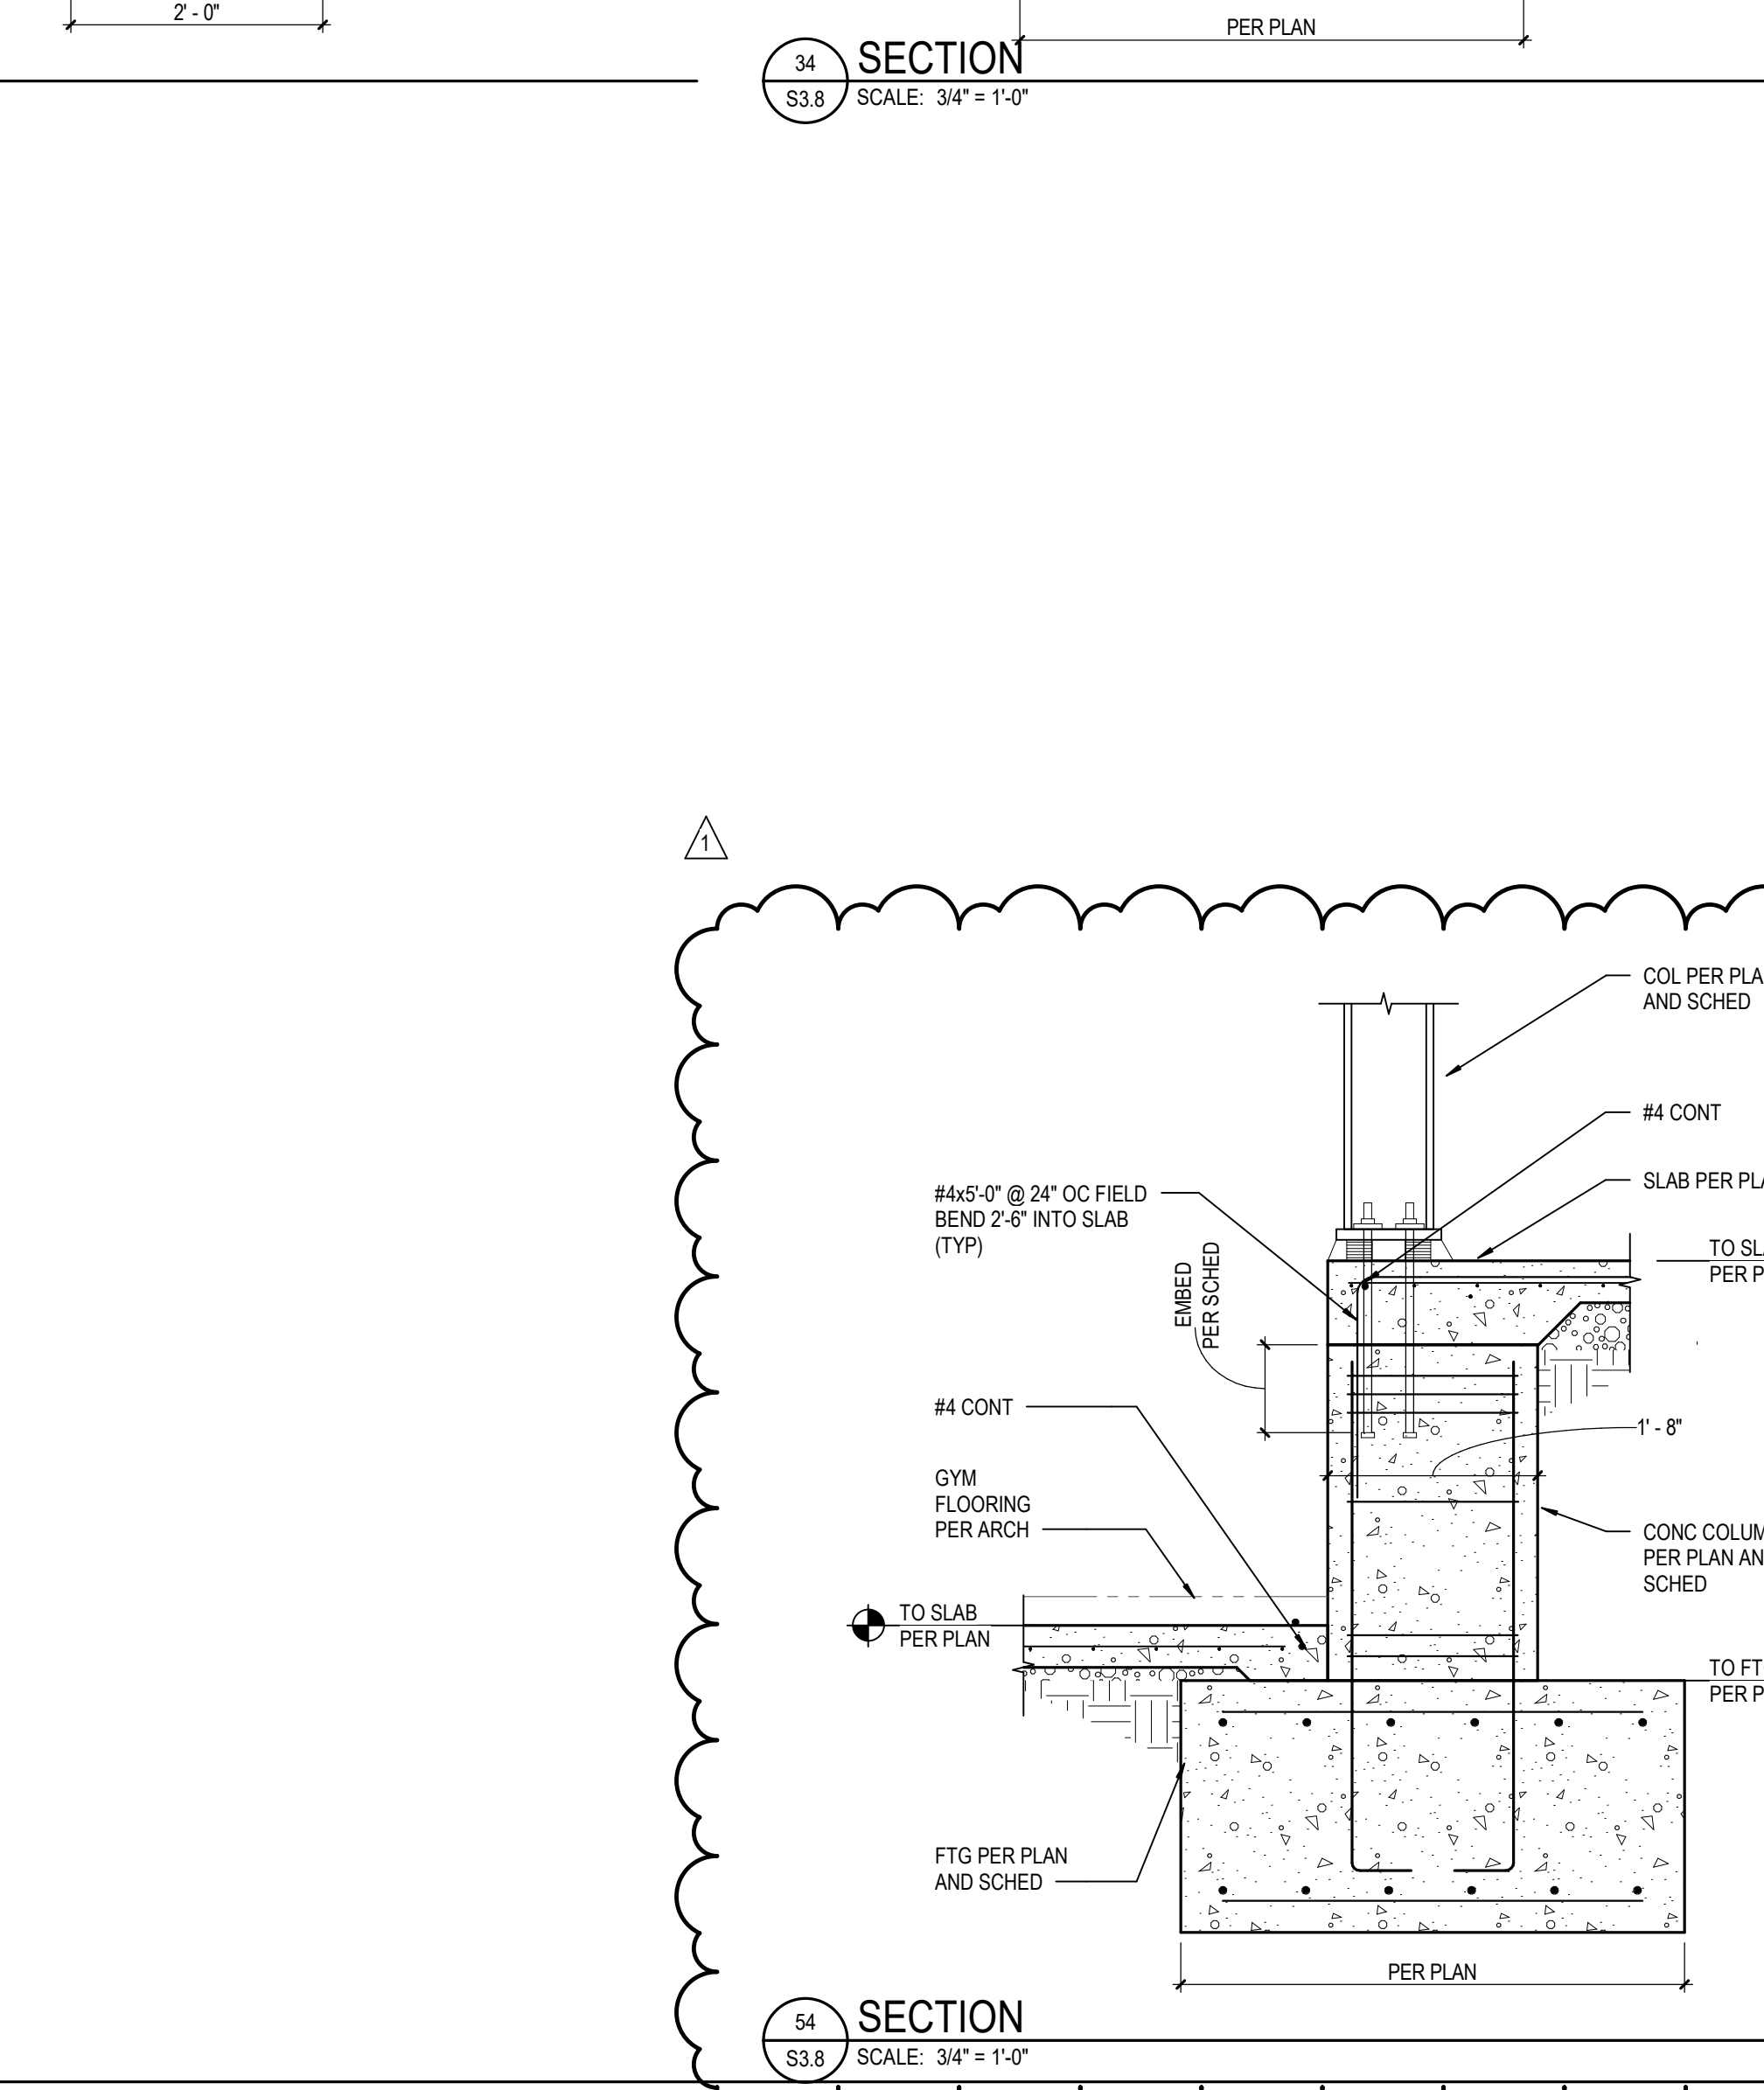 2' - 0"
PER PLAN
34
S3.8
SECTION
SCALE: 3/4" = 1'-0"
1
COL PER PLA
AND SCHED
#4 CONT
SLAB PER PLA
#4x5'-0" @ 24" OC FIELD
BEND 2'-6" INTO SLAB
(TYP)
EMBED
PER SCHED
TO SL
PER P
#4 CONT
1' - 8"
GYM
FLOORING
PER ARCH
CONC COLUM
PER PLAN AN
SCHED
TO SLAB
PER PLAN
TO FT
PER P
FTG PER PLAN
AND SCHED
PER PLAN
54
S3.8
SECTION
SCALE: 3/4" = 1'-0"